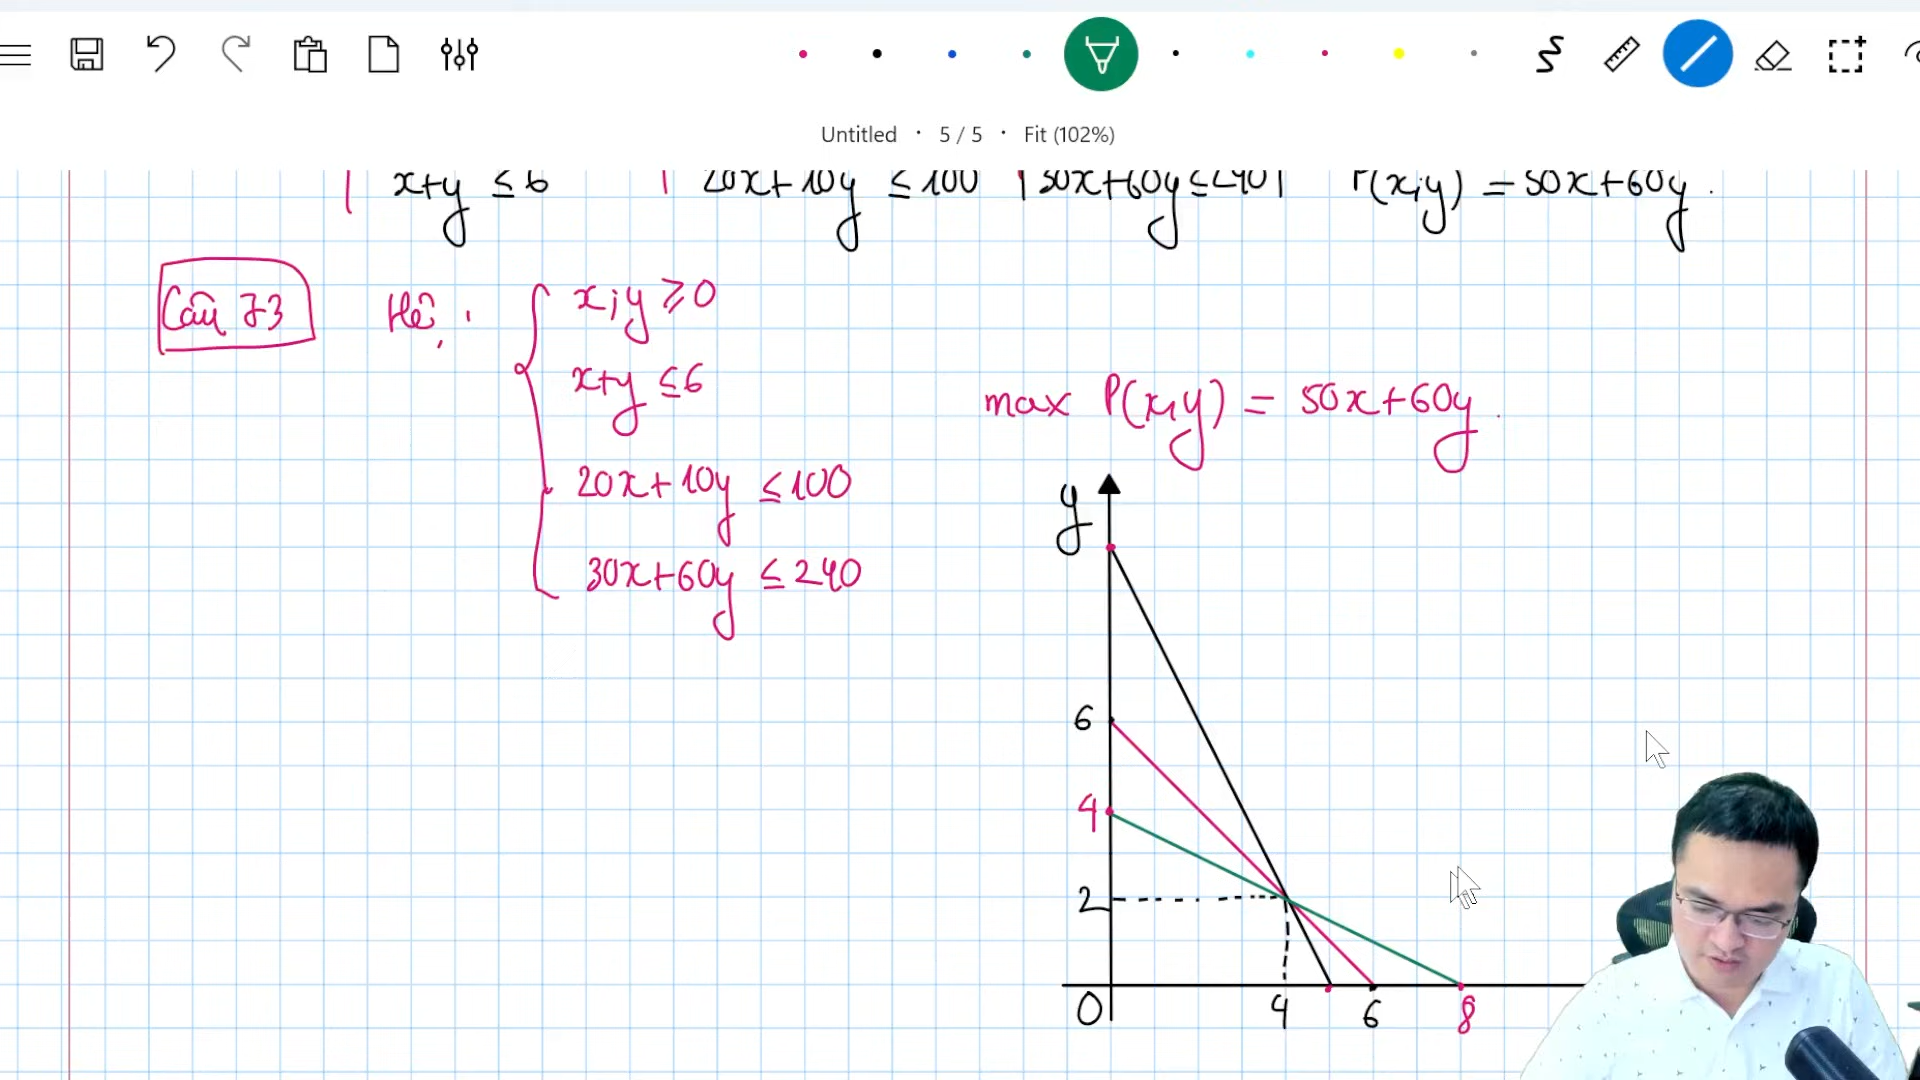 Untitled · 5 / 5 · Fit (102%)
x+y ≤ 6 | 20x+10y ≤ 100 | 30x+60y ≤ 240 | P(x,y) = 50x+60y.
Câu 73 Hệ: x,y ≥ 0
x+y ≤ 6
max P(x,y) = 50x+60y.
20x+10y ≤ 100
30x+60y ≤ 240
y
6
4
2
0 4 6 8